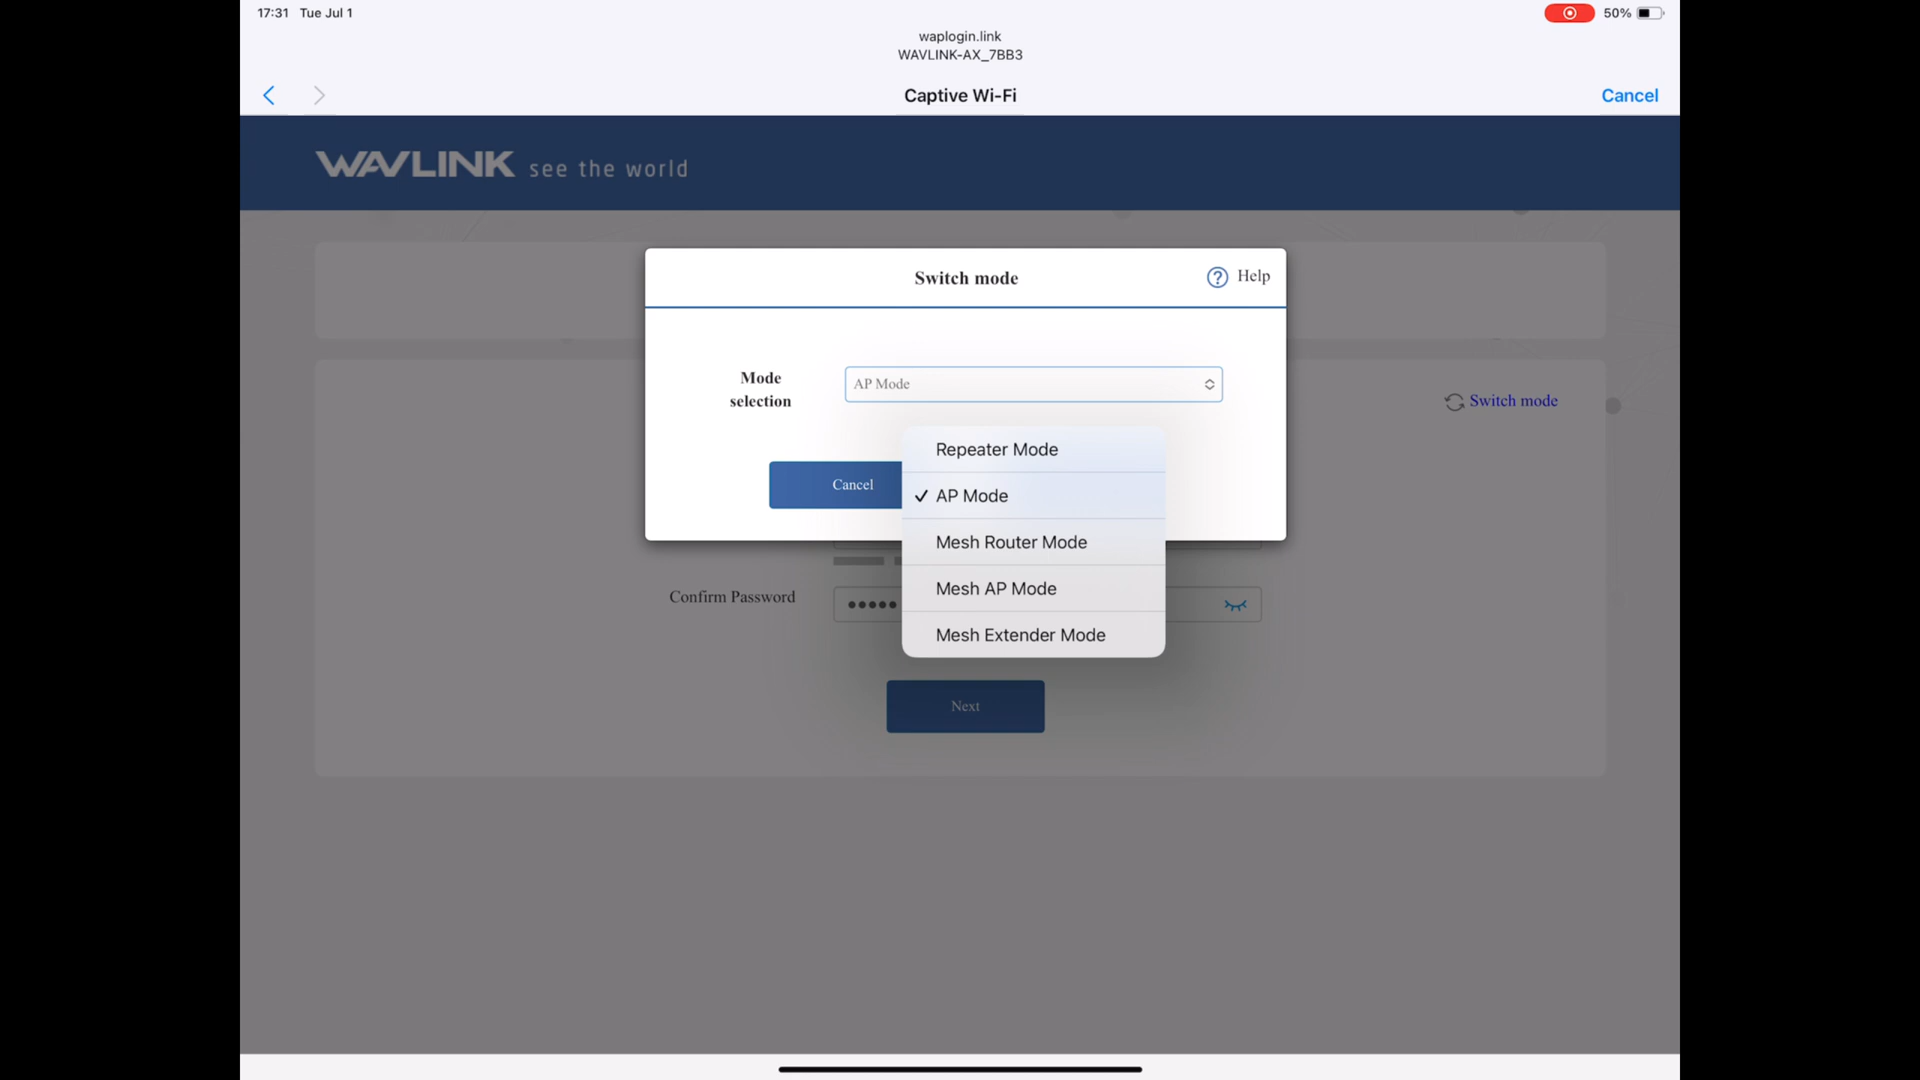 17:31 Tue Jul 1
50%
waplogin.link
WAVLINK-AX_7BB3
Captive Wi-Fi
Cancel
WAVLINK see the world
Switch mode
? Help
Mode
selection
AP Mode
Switch mode
Repeater Mode
Cancel
✓ AP Mode
Mesh Router Mode
Mesh AP Mode
Confirm Password
•••••
Mesh Extender Mode
Next